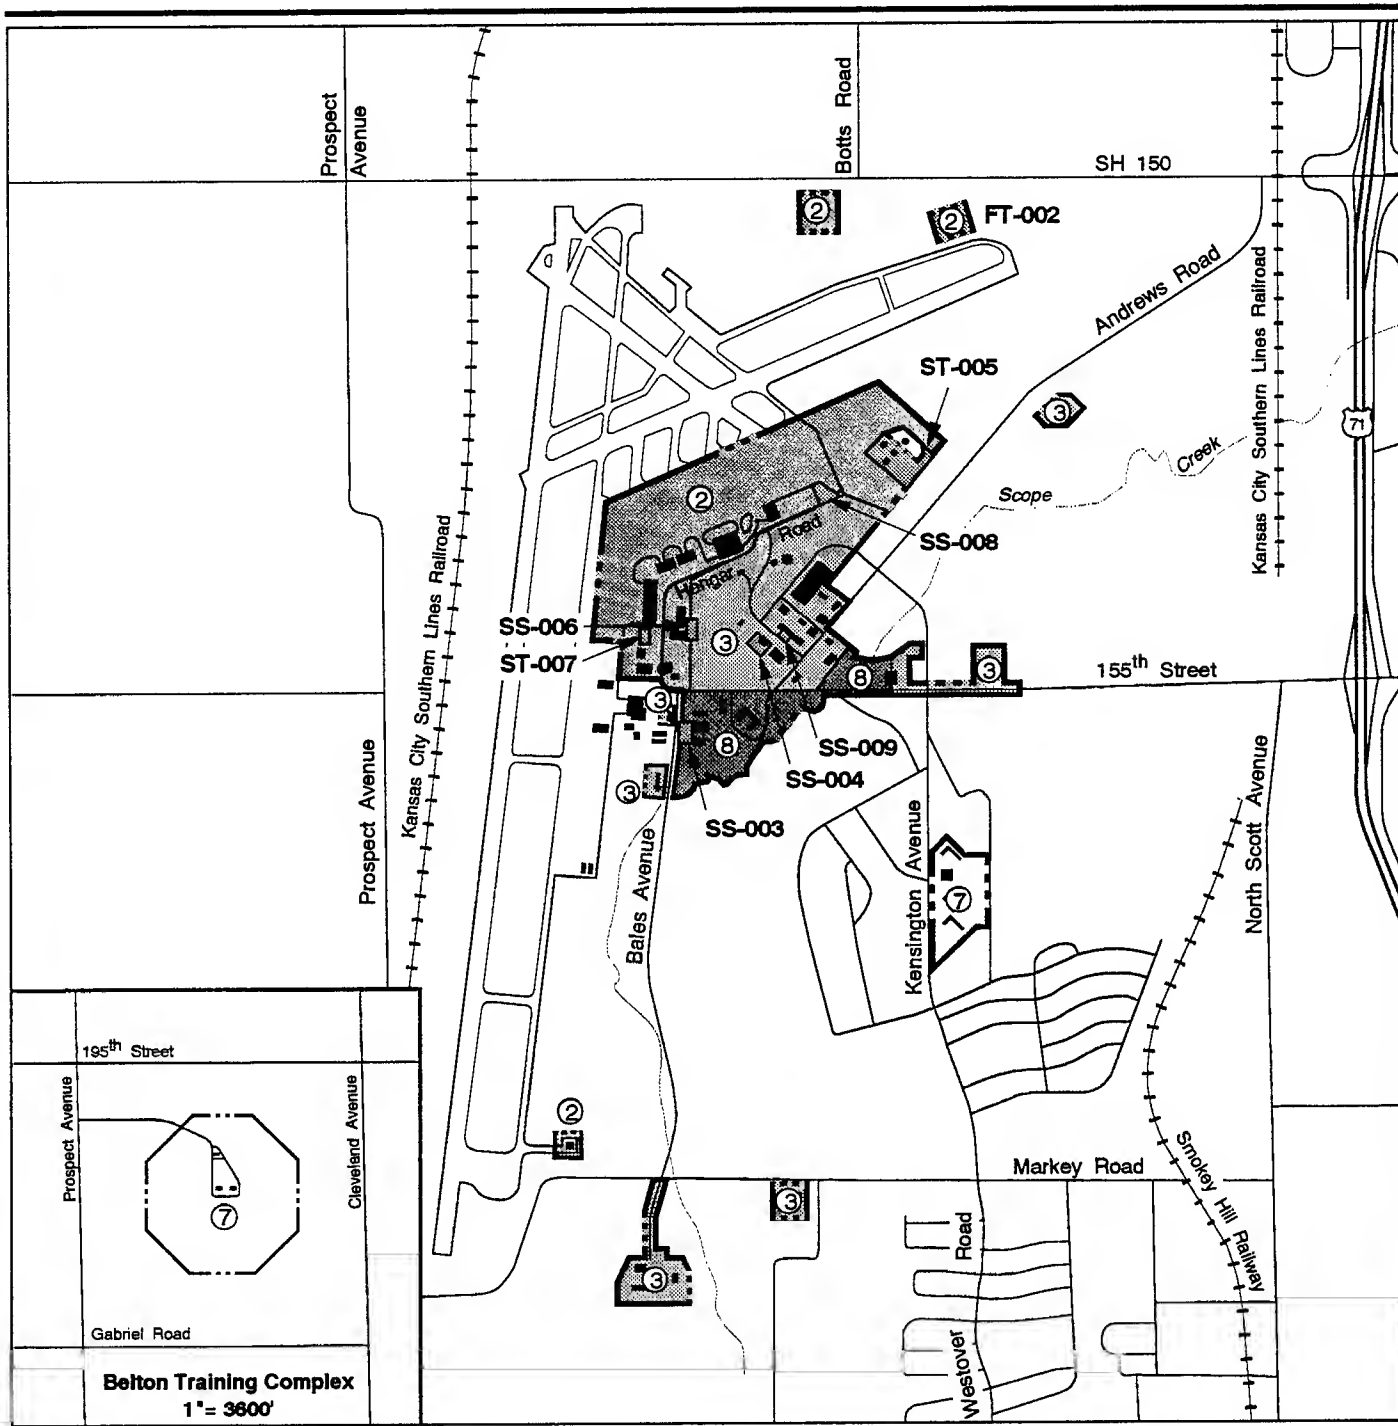 Prospect
Avenue
Botts Road
SH 150
②
②
FT-002
Andrews Road
Kansas City Southern Lines Railroad
71
ST-005
③
Creek
Scope
②
Road
Hangar
SS-008
Kansas City Southern Lines Railroad
SS-006
ST-007
③
③
⑧
③
155th Street
⑧
SS-009
SS-004
③
SS-003
Prospect Avenue
Bales Avenue
Kensington Avenue
⑦
North Scott Avenue
②
Markey Road
③
③
Smokey Hill Railway
Westover Road
195th Street
Prospect Avenue
Cleveland Avenue
⑦
Gabriel Road
Belton Training Complex
1"= 3600'